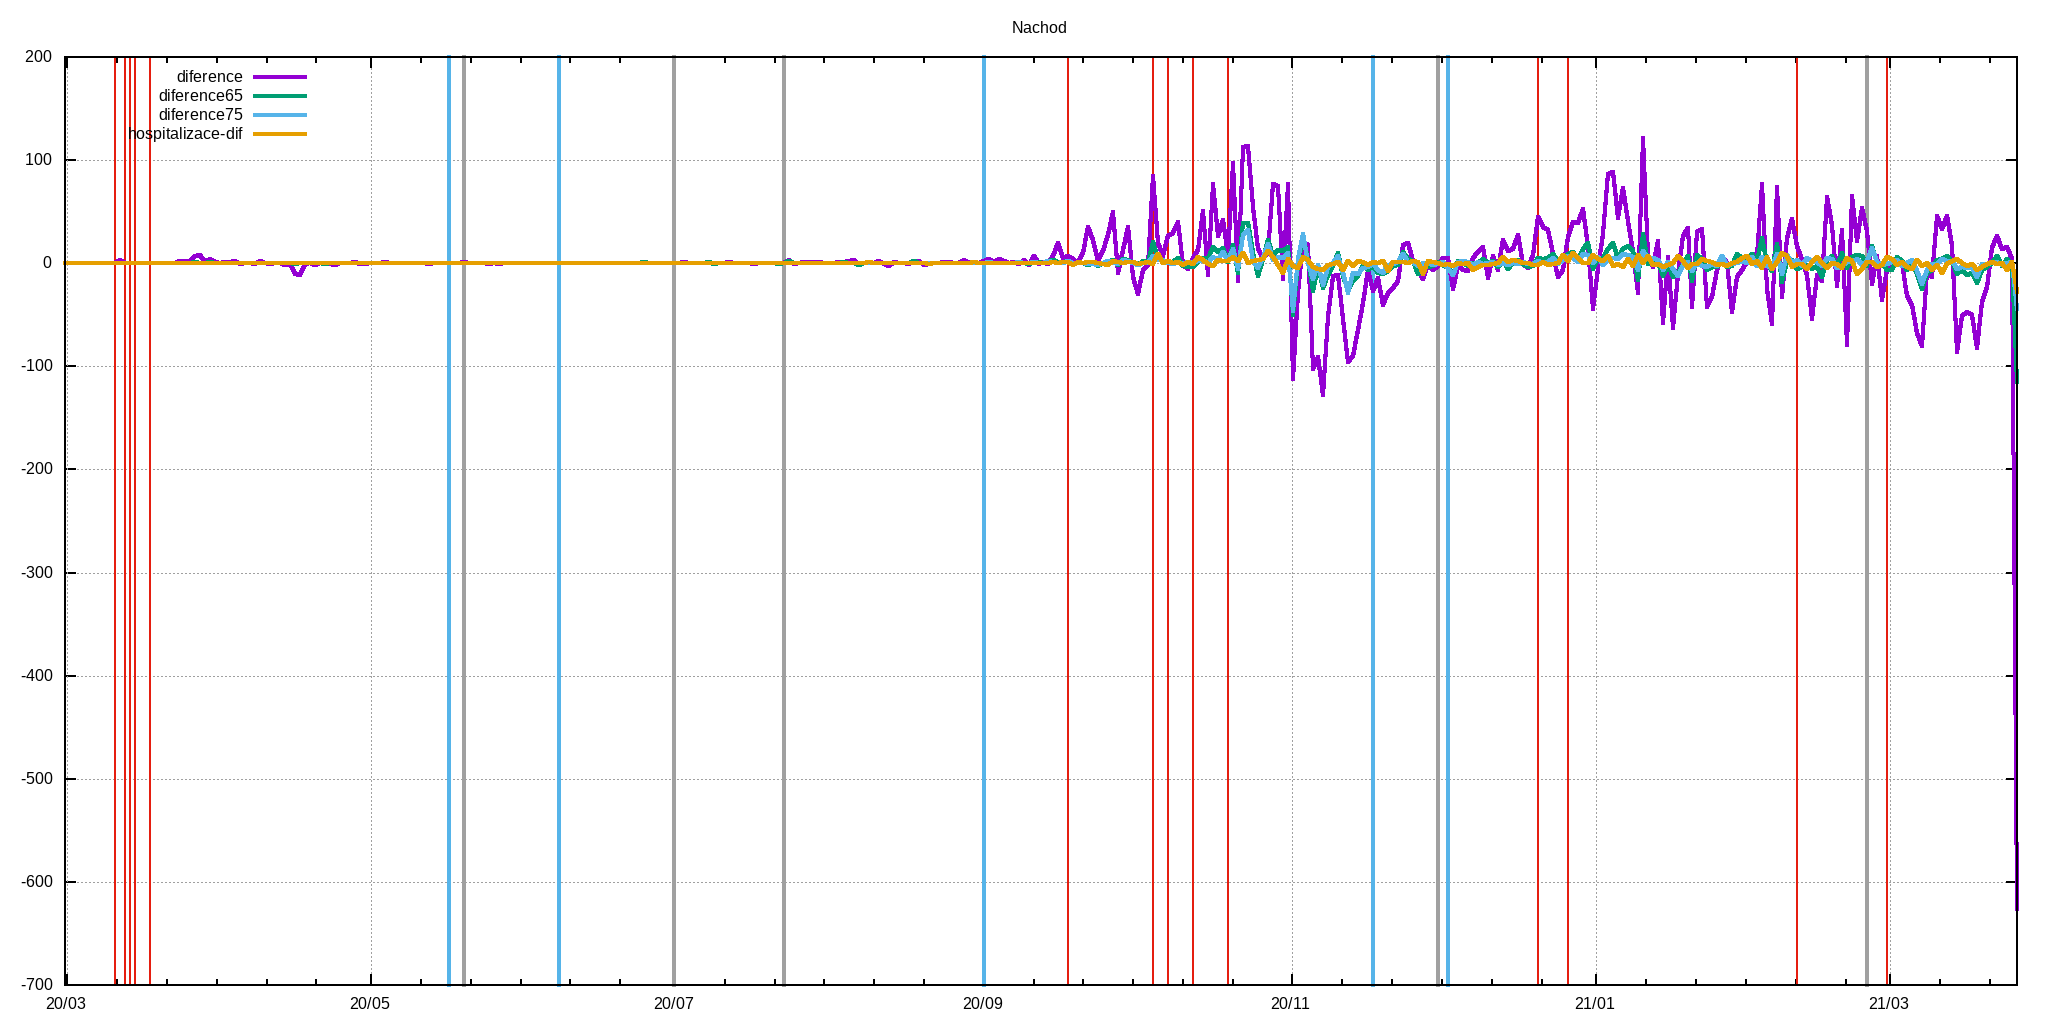 Nachod
200
diference
diference65
diference75
hospitalizace-dif
100
0
-100
-200
-300
-400
-500
-600
-700
20/03 20/05 20/07 20/09 20/11 21/01 21/03